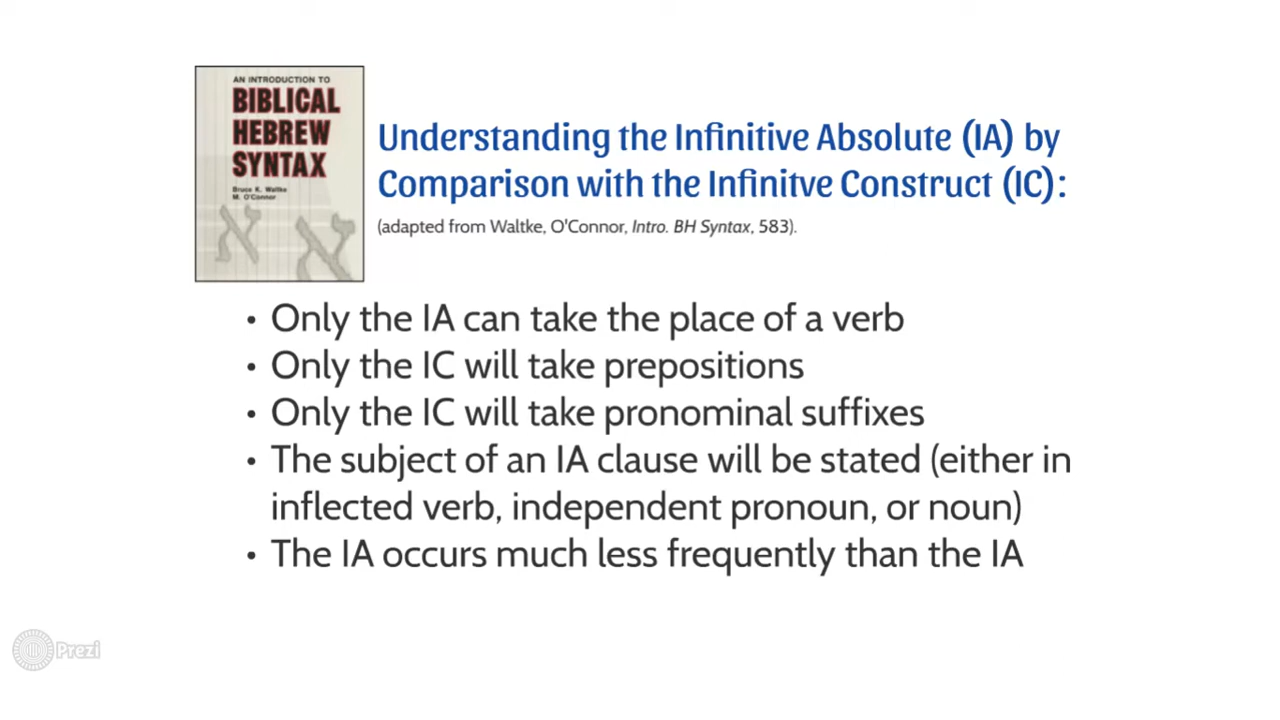 AN INTRODUCTION TO
BIBLICAL
HEBREW
SYNTAX
Bruce K. Waltke
M. O'Connor
א א
Understanding the Infinitive Absolute (IA) by
Comparison with the Infinitve Construct (IC):
(adapted from Waltke, O'Connor, Intro. BH Syntax, 583).
• Only the IA can take the place of a verb
• Only the IC will take prepositions
• Only the IC will take pronominal suffixes
• The subject of an IA clause will be stated (either in
inflected verb, independent pronoun, or noun)
• The IA occurs much less frequently than the IA
Prezi